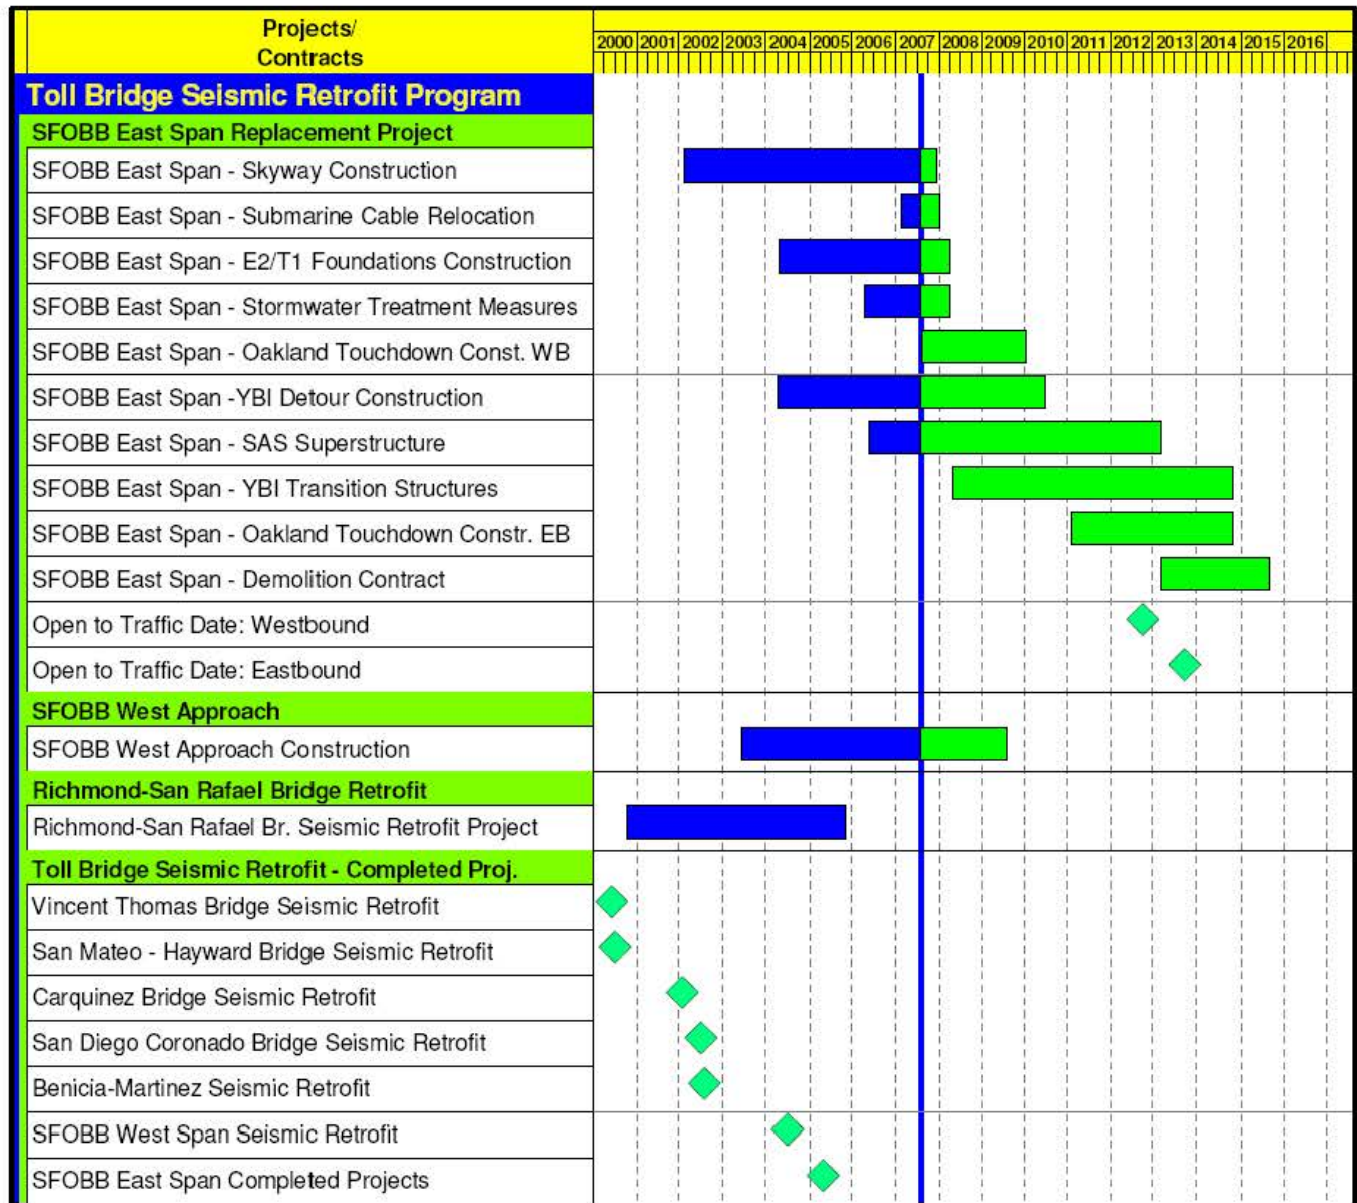 Projects/
Contracts
2000 2001 2002 2003 2004 2005 2006 2007 2008 2009 2010 2011 2012 2013 2014 2015 2016
Toll Bridge Seismic Retrofit Program
SFOBB East Span Replacement Project
SFOBB East Span - Skyway Construction
SFOBB East Span - Submarine Cable Relocation
SFOBB East Span - E2/T1 Foundations Construction
SFOBB East Span - Stormwater Treatment Measures
SFOBB East Span - Oakland Touchdown Const. WB
SFOBB East Span -YBI Detour Construction
SFOBB East Span - SAS Superstructure
SFOBB East Span - YBI Transition Structures
SFOBB East Span - Oakland Touchdown Constr. EB
SFOBB East Span - Demolition Contract
Open to Traffic Date: Westbound
Open to Traffic Date: Eastbound
SFOBB West Approach
SFOBB West Approach Construction
Richmond-San Rafael Bridge Retrofit
Richmond-San Rafael Br. Seismic Retrofit Project
Toll Bridge Seismic Retrofit - Completed Proj.
Vincent Thomas Bridge Seismic Retrofit
San Mateo - Hayward Bridge Seismic Retrofit
Carquinez Bridge Seismic Retrofit
San Diego Coronado Bridge Seismic Retrofit
Benicia-Martinez Seismic Retrofit
SFOBB West Span Seismic Retrofit
SFOBB East Span Completed Projects